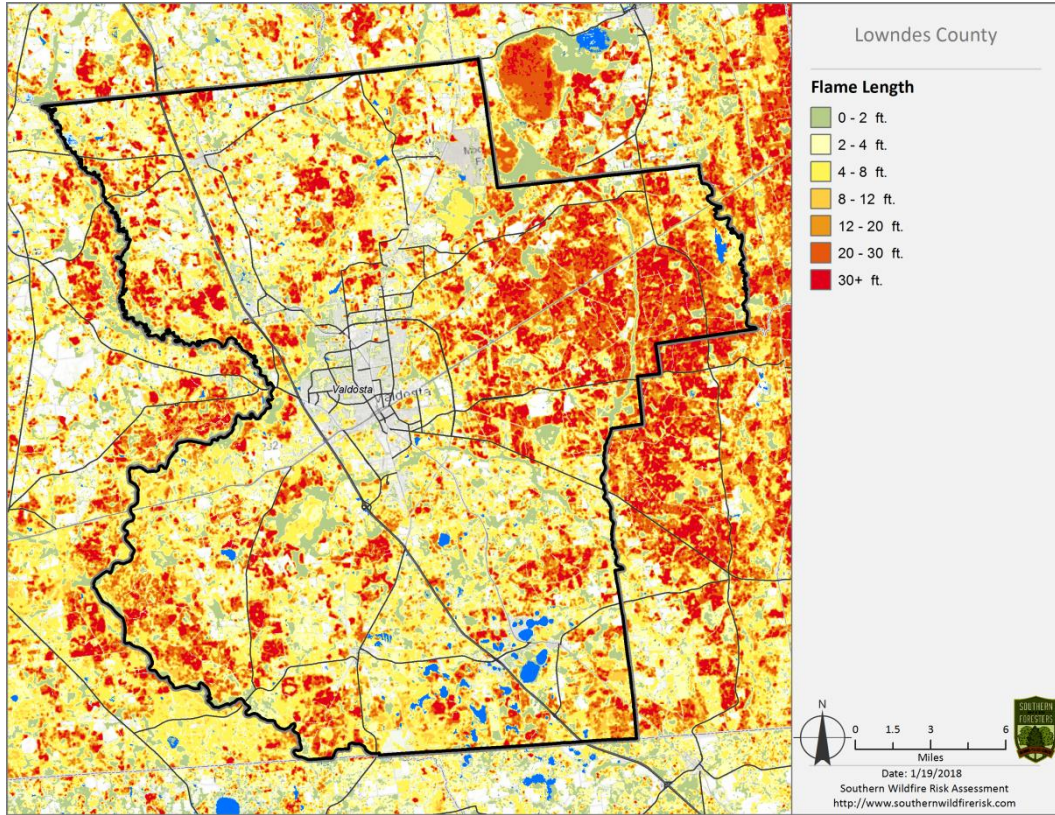 Lowndes County
Flame Length
0 - 2 ft.
2 - 4 ft.
4 - 8 ft.
8 - 12 ft.
12 - 20 ft.
20 - 30 ft.
30+ ft.
Valdosta
Valdosta
N
0 1.5 3 6
Miles
Date: 1/19/2018
Southern Wildfire Risk Assessment
http://www.southernwildfirerisk.com
SOUTHERN
FORESTERS